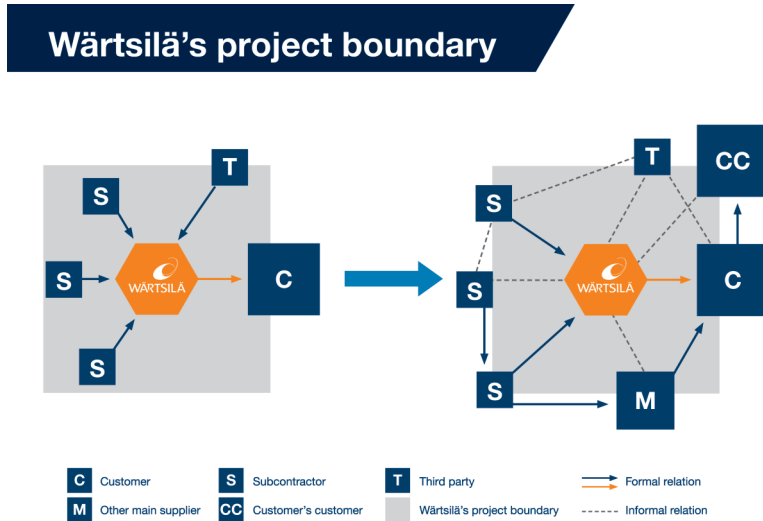 Wärtsilä's project boundary
T
CC
T
S
S
S
WÄRTSILÄ
C
S
WÄRTSILÄ
C
S
S
M
C Customer
S Subcontractor
T Third party
Formal relation
M Other main supplier
CC Customer's customer
Wärtsilä's project boundary
Informal relation